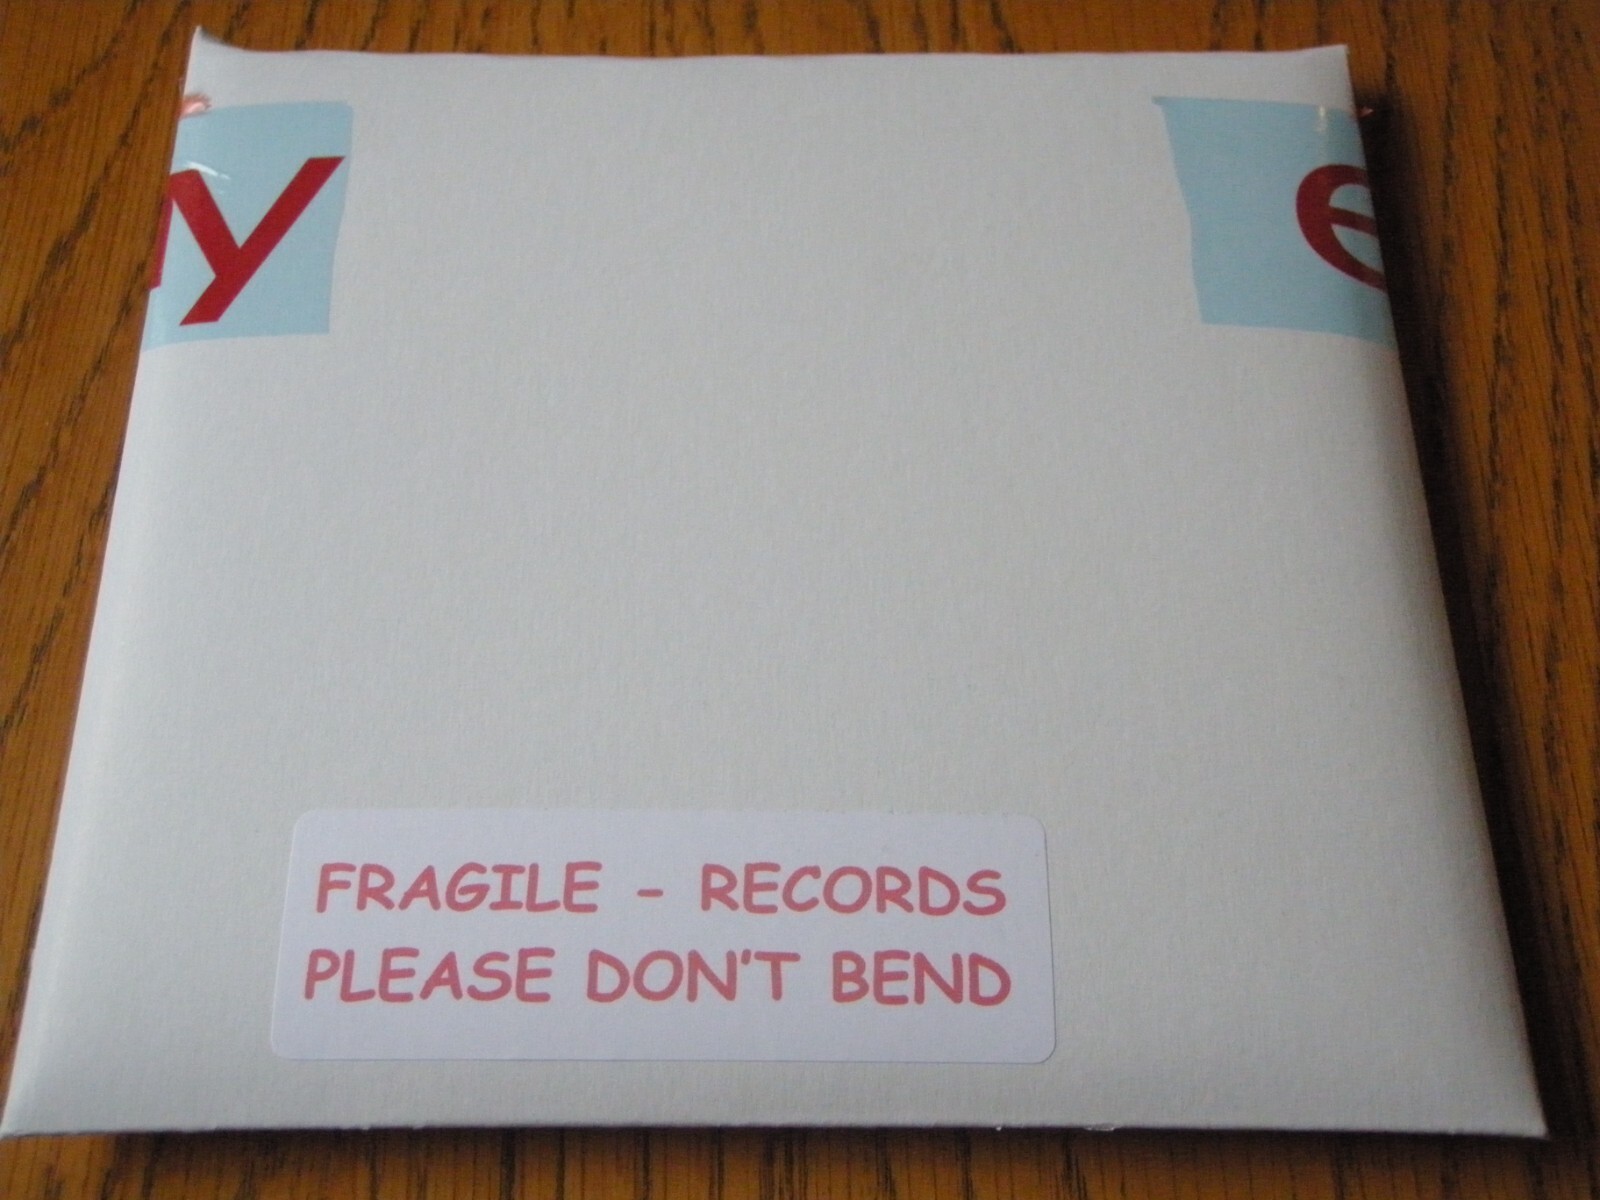 y e
FRAGILE - RECORDS
PLEASE DON'T BEND